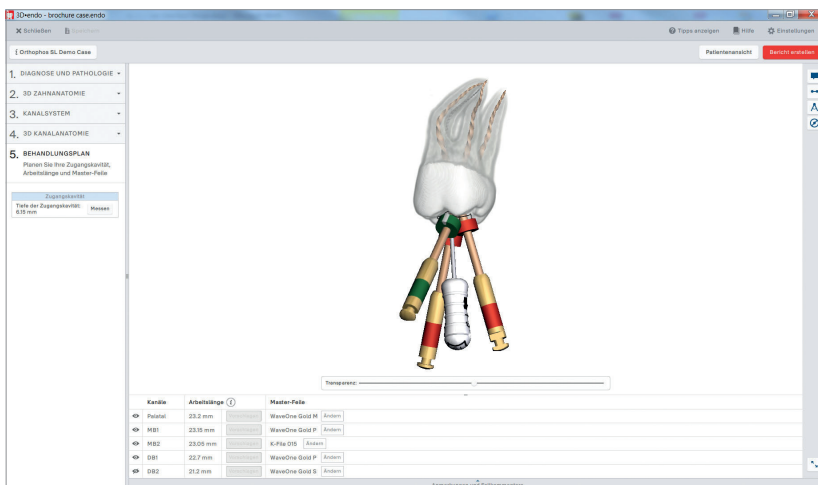 3D•endo - brochure case.endo
Schließen
Tipps anzeigen Hilfe Einstellungen
Orthophos SL Demo Case
Patientenansicht Bericht erstellen
1. DIAGNOSE UND PATHOLOGIE
2. 3D ZAHNANATOMIE
3. KANALSYSTEM
4. 3D KANALANATOMIE
5. BEHANDLUNGSPLAN
Planen Sie Ihre Zugangskavität,
Arbeitslänge und Master-Feile
Zugangskavität
Tiefe der Zugangskavität:
6.15 mm
Messen
Transparenz:
Kanäle Arbeitslänge i Master-Feile
Palatal 23.2 mm WaveOne Gold M Ändern
MB1 23.15 mm WaveOne Gold P Ändern
MB2 23.05 mm K-File 015 Ändern
DB1 22.7 mm WaveOne Gold P Ändern
DB2 21.2 mm WaveOne Gold S Ändern